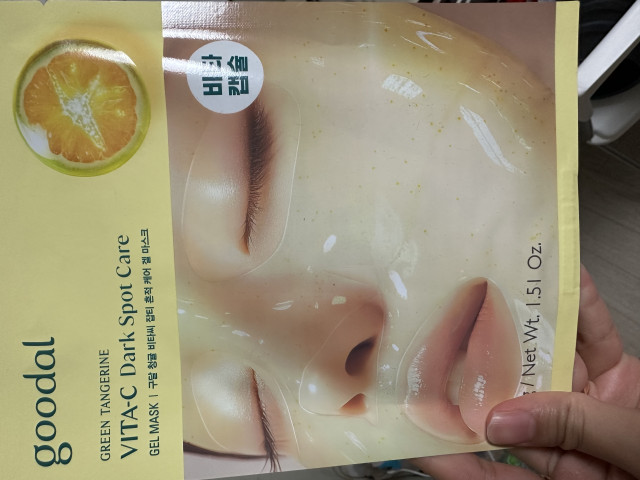 goodal
GREEN TANGERINE
VITA-C Dark Spot Care
GEL MASK | 구달 청귤 비타씨 잡티 흔적 케어 겔 마스크
비타
캡슐
/ Net Wt. 1.51 Oz.